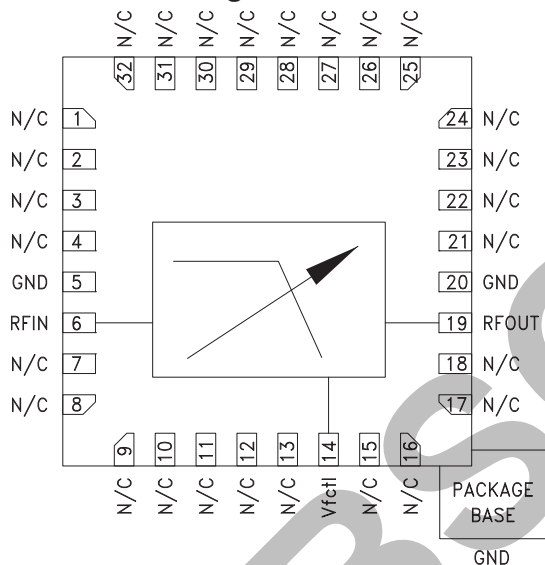 N/C N/C N/C N/C N/C N/C N/C N/C
32 31 30 29 28 27 26 25
N/C 1
N/C 2
N/C 3
N/C 4
GND 5
RFIN 6
N/C 7
N/C 8
24 N/C
23 N/C
22 N/C
21 N/C
20 GND
19 RFOUT
18 N/C
17 N/C
9 10 11 12 13 14 15 16
N/C N/C N/C N/C N/C Vfctl N/C N/C
PACKAGE
BASE
GND